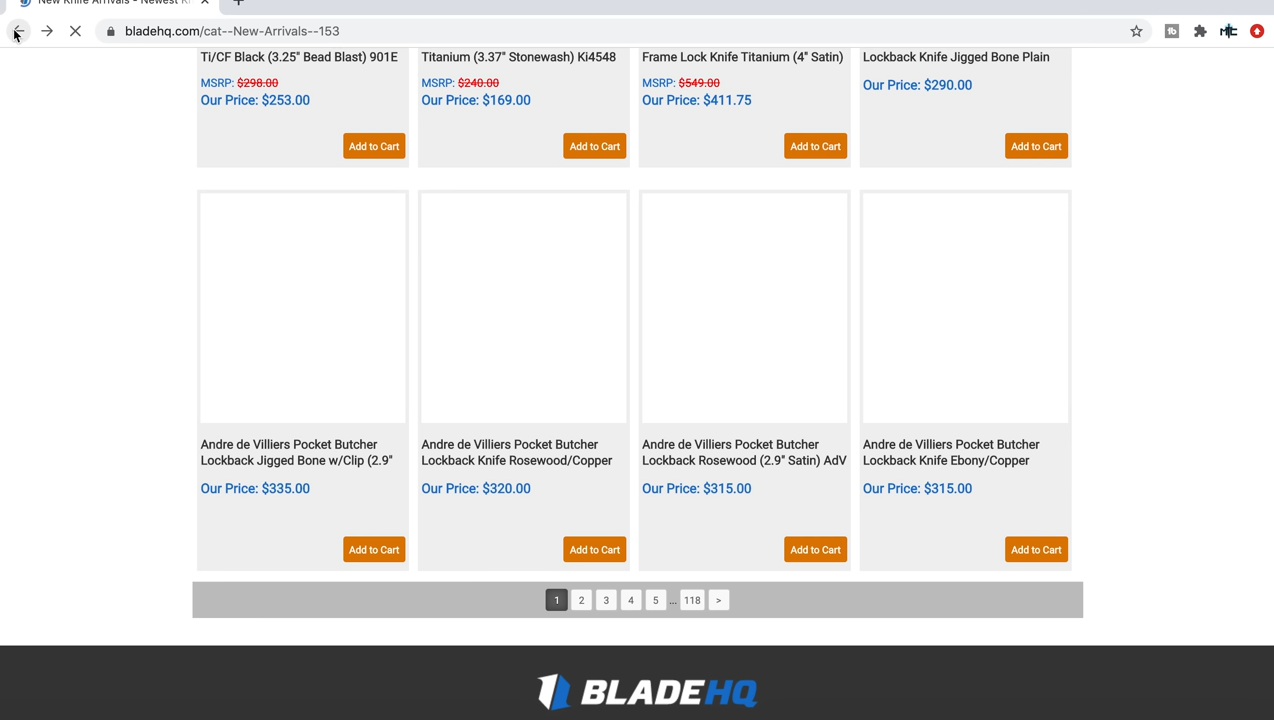 New Knife Arrivals - Newest K
bladehq.com/cat--New-Arrivals--153
Ti/CF Black (3.25" Bead Blast) 901E
MSRP: $298.00
Our Price: $253.00
Add to Cart
Titanium (3.37" Stonewash) Ki4548
MSRP: $240.00
Our Price: $169.00
Add to Cart
Frame Lock Knife Titanium (4" Satin)
MSRP: $549.00
Our Price: $411.75
Add to Cart
Lockback Knife Jigged Bone Plain
Our Price: $290.00
Add to Cart
Andre de Villiers Pocket Butcher
Lockback Jigged Bone w/Clip (2.9"
Our Price: $335.00
Add to Cart
Andre de Villiers Pocket Butcher
Lockback Knife Rosewood/Copper
Our Price: $320.00
Add to Cart
Andre de Villiers Pocket Butcher
Lockback Rosewood (2.9" Satin) AdV
Our Price: $315.00
Add to Cart
Andre de Villiers Pocket Butcher
Lockback Knife Ebony/Copper
Our Price: $315.00
Add to Cart
1 2 3 4 5 ... 118 >
BLADEHQ